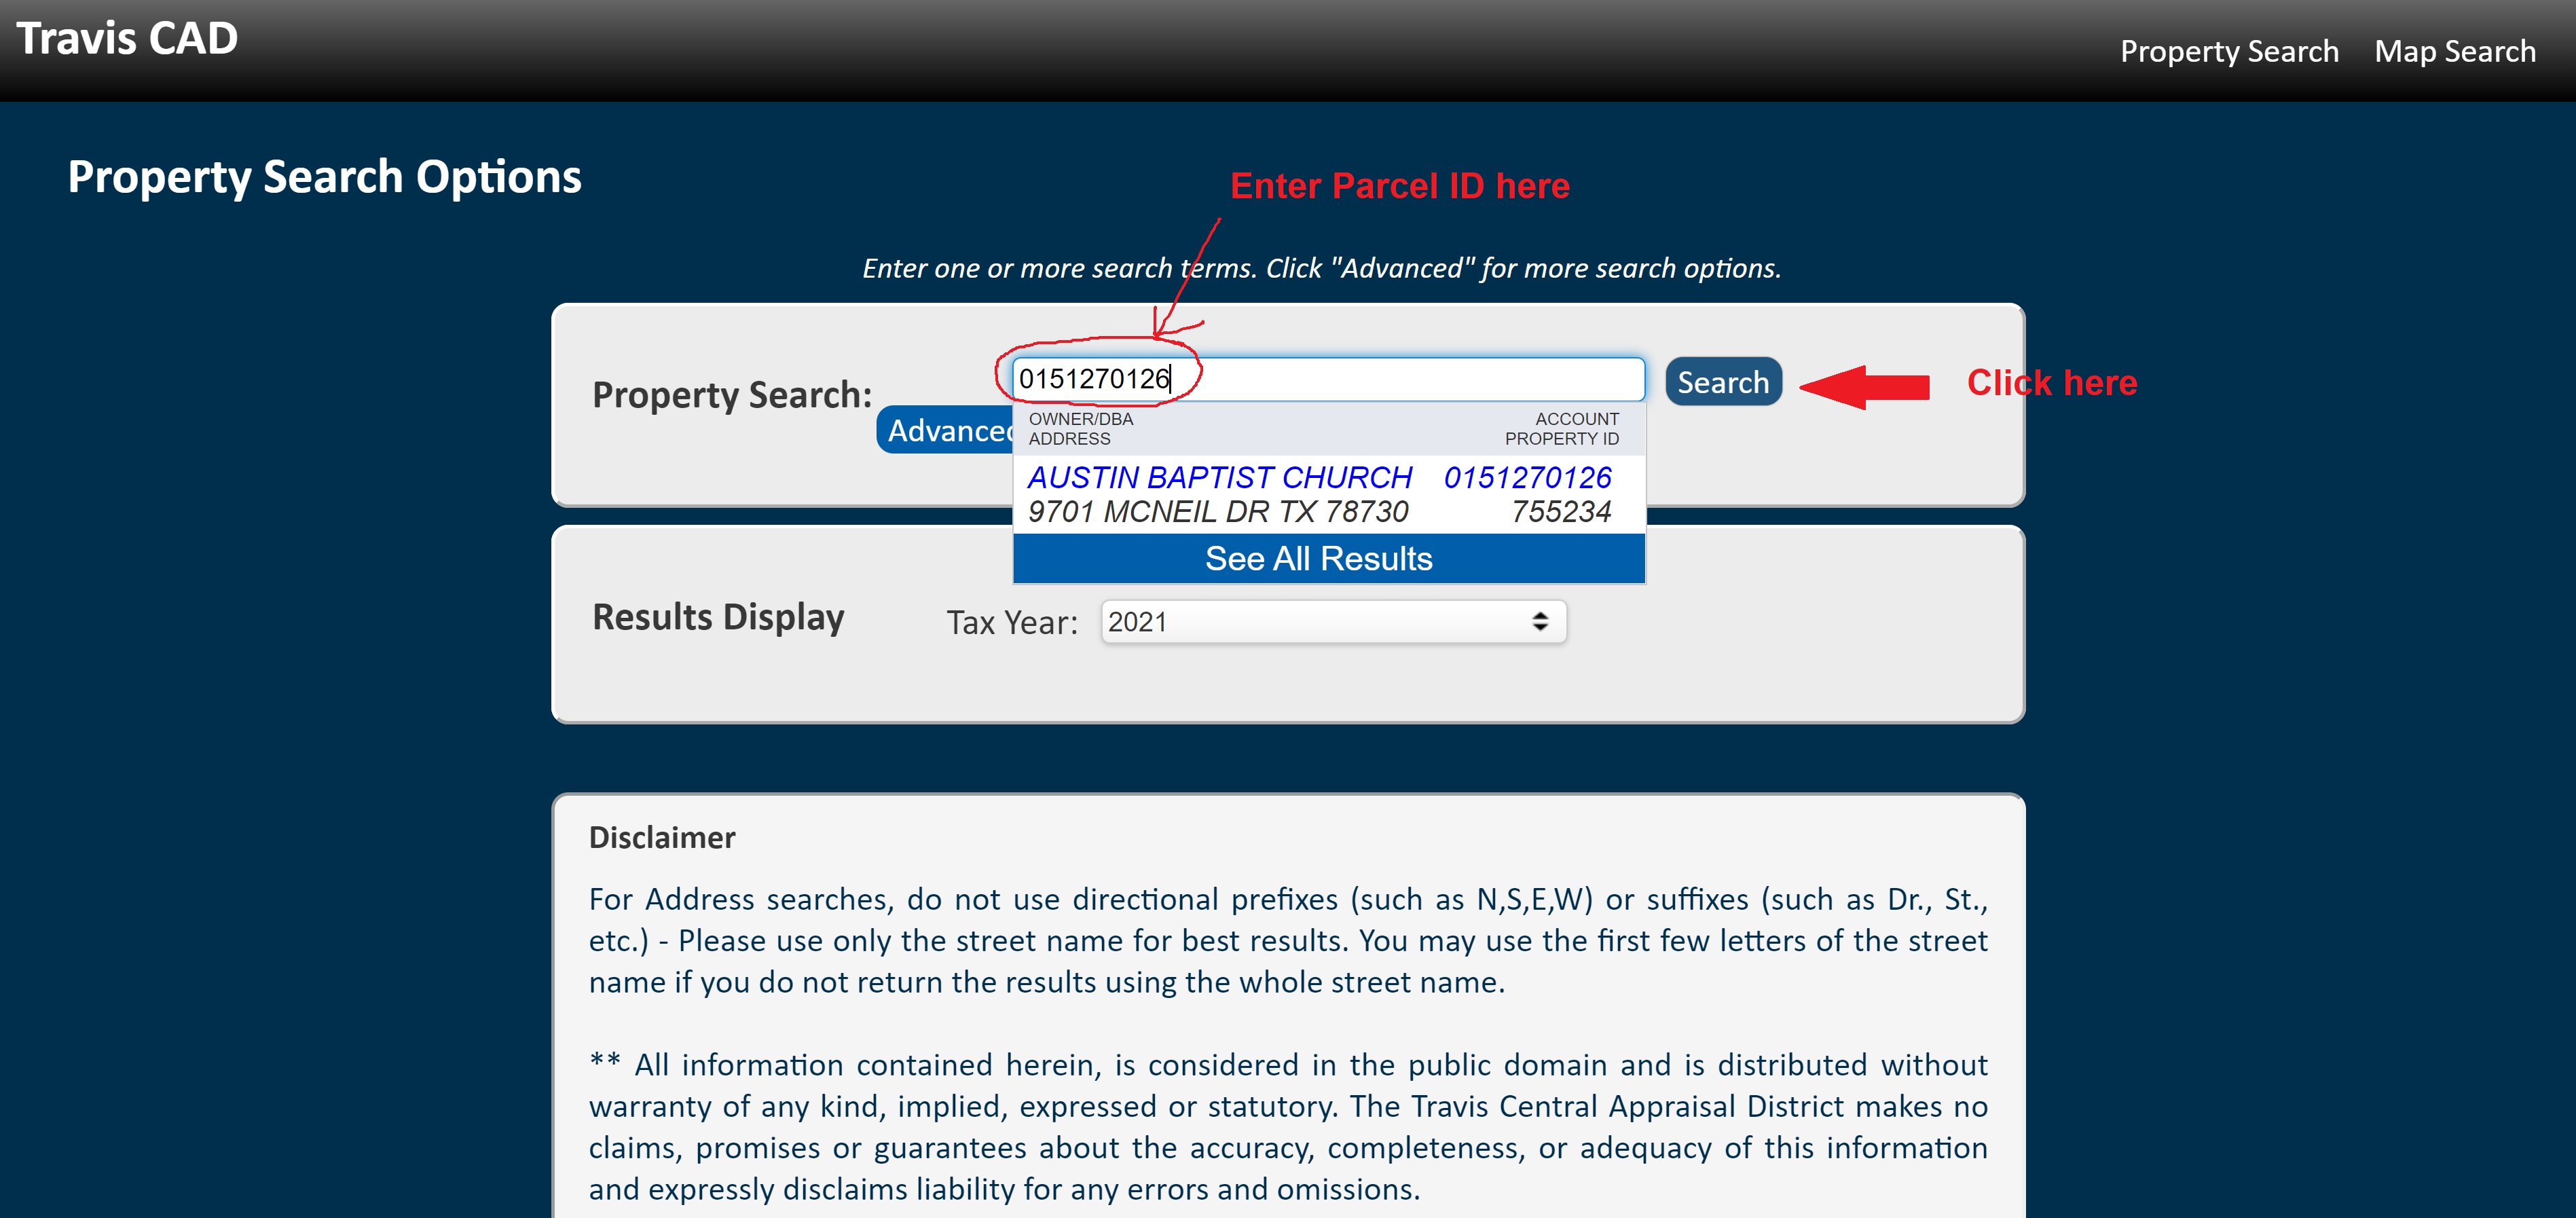 Travis CAD
Property Search Map Search
Property Search Options
Enter Parcel ID here
Enter one or more search terms. Click "Advanced" for more search options.
Property Search: 0151270126 Search Click here
Advanced
OWNER/DBA ACCOUNT
ADDRESS PROPERTY ID
AUSTIN BAPTIST CHURCH 0151270126
9701 MCNEIL DR TX 78730 755234
See All Results
Results Display Tax Year: 2021
Disclaimer
For Address searches, do not use directional prefixes (such as N,S,E,W) or suffixes (such as Dr., St.,
etc.) - Please use only the street name for best results. You may use the first few letters of the street
name if you do not return the results using the whole street name.
** All information contained herein, is considered in the public domain and is distributed without
warranty of any kind, implied, expressed or statutory. The Travis Central Appraisal District makes no
claims, promises or guarantees about the accuracy, completeness, or adequacy of this information
and expressly disclaims liability for any errors and omissions.